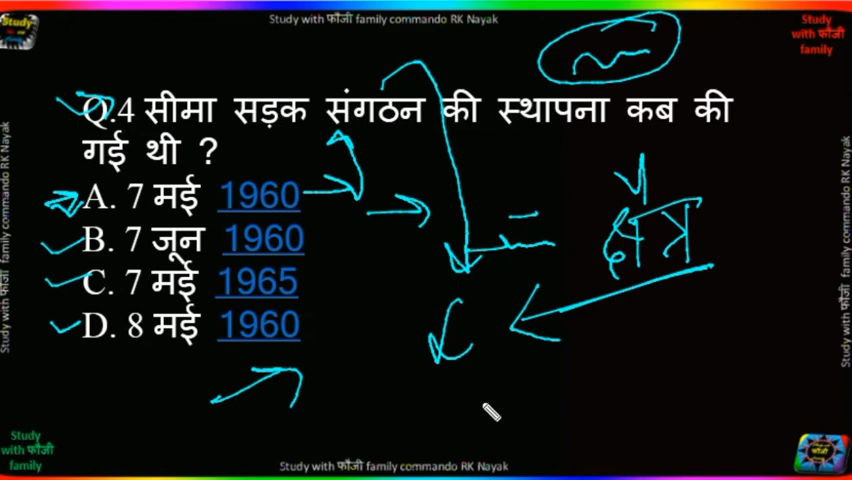 Study with फौजी family commando RK Nayak
Study
Study
with फौजी
family
Q.4 सीमा सड़क संगठन की स्थापना कब की
गई थी ?
A. 7 मई 1960
B. 7 जून 1960
C. 7 मई 1965
D. 8 मई 1960
क्षेत्र
Study with फौजी family commando RK Nayak
Study with फौजी family commando RK Nayak
Study
with फौजी
family
Study with फौजी family commando RK Nayak